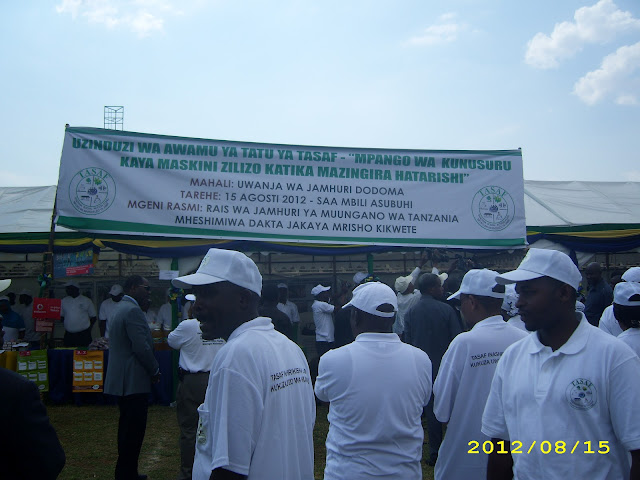 UZINDUZI WA AWAMU YA TATU YA TASAF - "MPANGO WA KUNUSURU
KAYA MASKINI ZILIZO KATIKA MAZINGIRA HATARISHI"
MAHALI: UWANJA WA JAMHURI DODOMA
TAREHE: 15 AGOSTI 2012 - SAA MBILI ASUBUHI
MGENI RASMI: RAIS WA JAMHURI YA MUUNGANO WA TANZANIA
MHESHIMIWA DAKTA JAKAYA MRISHO KIKWETE
TASAF
TASAF
TASAF
2012/08/15